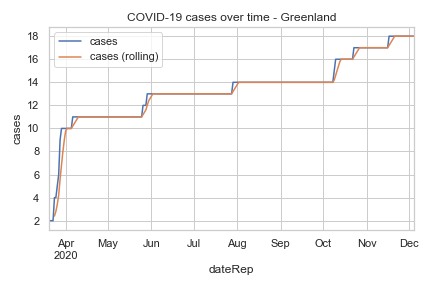 COVID-19 cases over time - Greenland
cases
cases (rolling)
18
16
14
12
10
8
6
4
2
cases
Apr
2020
May
Jun
Jul
Aug
Sep
Oct
Nov
Dec
dateRep